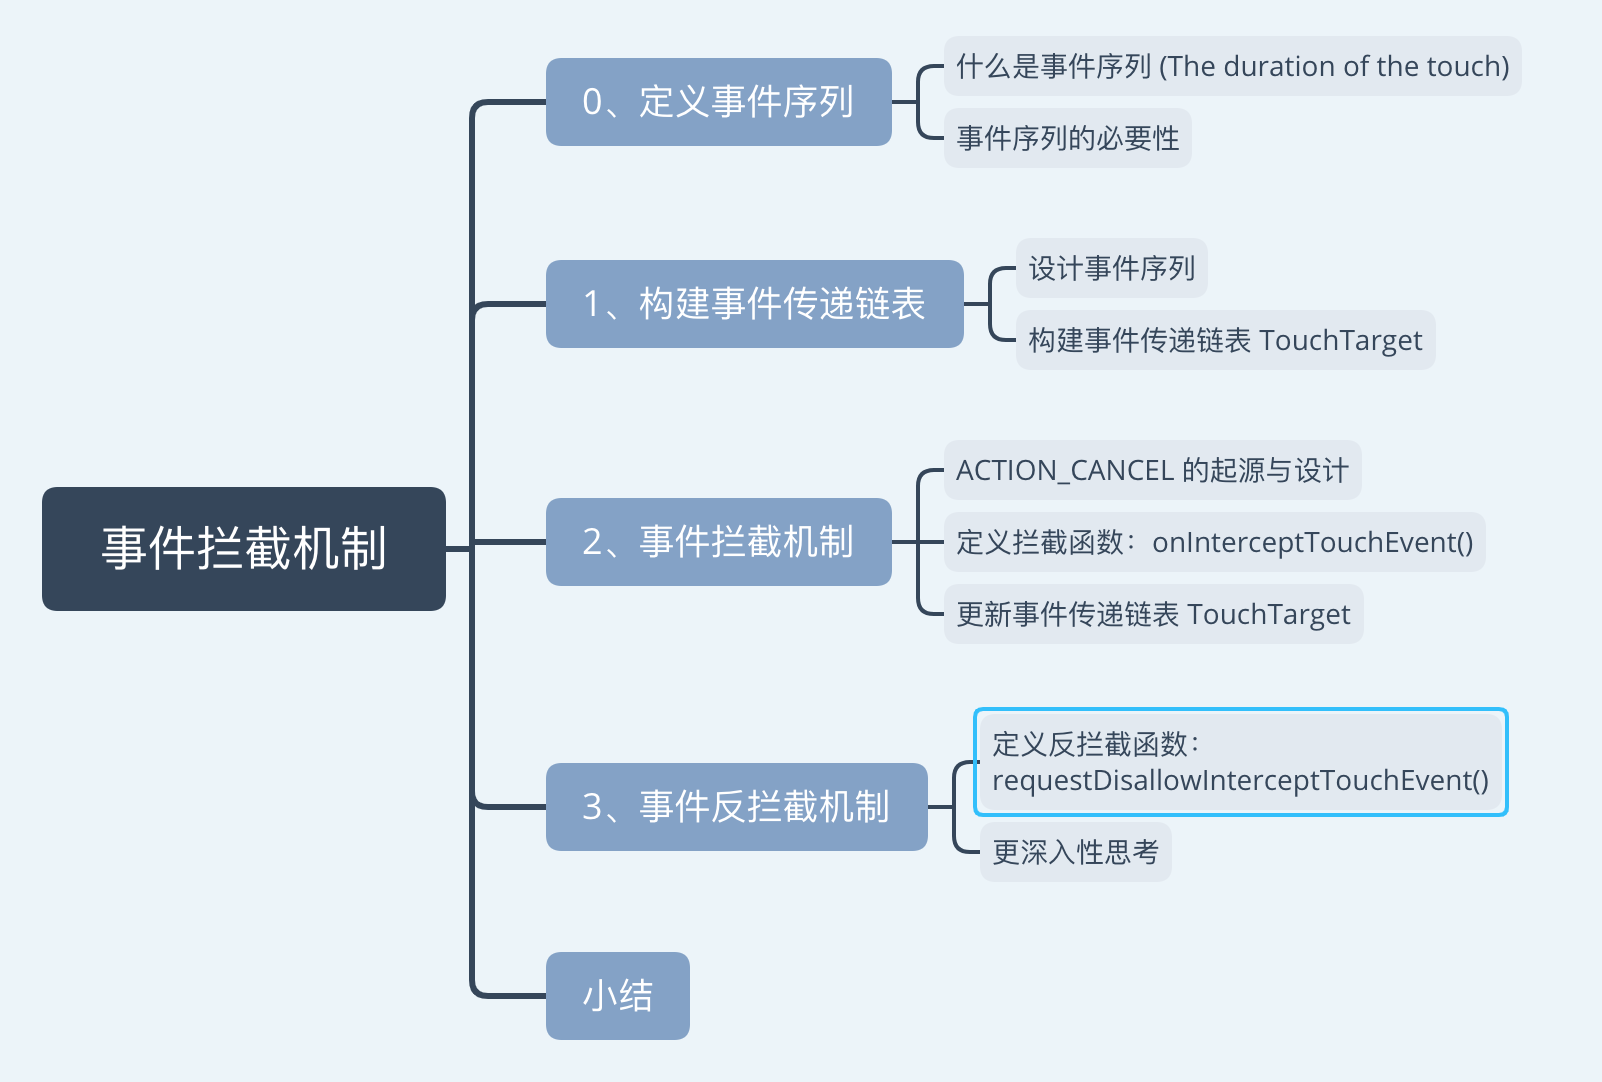 事件拦截机制
0、定义事件序列
什么是事件序列 (The duration of the touch)
事件序列的必要性
1、构建事件传递链表
设计事件序列
构建事件传递链表 TouchTarget
2、事件拦截机制
ACTION_CANCEL 的起源与设计
定义拦截函数：onInterceptTouchEvent()
更新事件传递链表 TouchTarget
3、事件反拦截机制
定义反拦截函数：
requestDisallowInterceptTouchEvent()
更深入性思考
小结